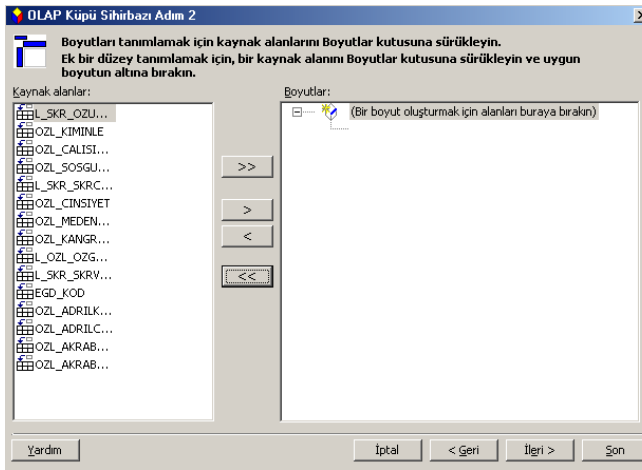 OLAP Küpü Sihirbazı Adım 2
Boyutları tanımlamak için kaynak alanlarını Boyutlar kutusuna sürükleyin.
Ek bir düzey tanımlamak için, bir kaynak alanını Boyutlar kutusuna sürükleyin ve uygun
boyutun altına bırakın.
Kaynak alanlar:
Boyutlar:
L_SKR_OZU...
OZL_KIMINLE
OZL_CALISI...
OZL_SOSGU...
L_SKR_SKRC...
OZL_CINSIYET
OZL_MEDEN...
OZL_KANGR...
L_OZL_OZG...
L_SKR_SKRV...
EGD_KOD
OZL_ADRILK...
OZL_ADRILC...
OZL_AKRAB...
OZL_AKRAB...
>>
>
<
<<
(Bir boyut oluşturmak için alanları buraya bırakın)
Yardım
İptal
< Geri
İleri >
Son